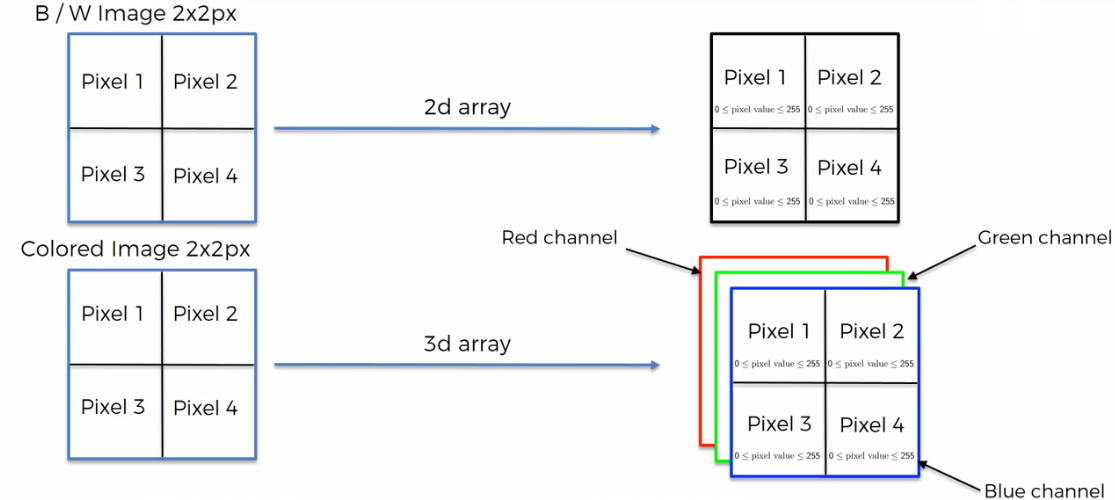 B / W Image 2x2px
Pixel 1 Pixel 2
Pixel 3 Pixel 4
2d array
Pixel 1 Pixel 2
0 ≤ pixel value ≤ 255 0 ≤ pixel value ≤ 255
Pixel 3 Pixel 4
0 ≤ pixel value ≤ 255 0 ≤ pixel value ≤ 255
Colored Image 2x2px
Pixel 1 Pixel 2
Pixel 3 Pixel 4
3d array
Red channel
Green channel
Pixel 1 Pixel 2
0 ≤ pixel value ≤ 255 0 ≤ pixel value ≤ 255
Pixel 3 Pixel 4
0 ≤ pixel value ≤ 255 0 ≤ pixel value ≤ 255
Blue channel